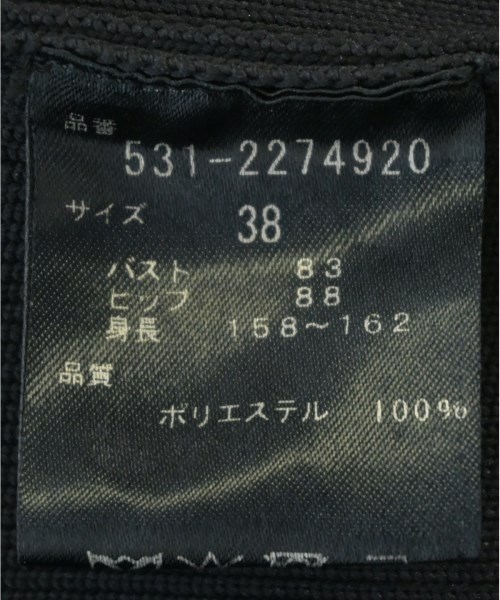 品番
531-2274920
サイズ 38
バスト 83
ヒップ 88
身長 158～162
品質
ポリエステル 100%